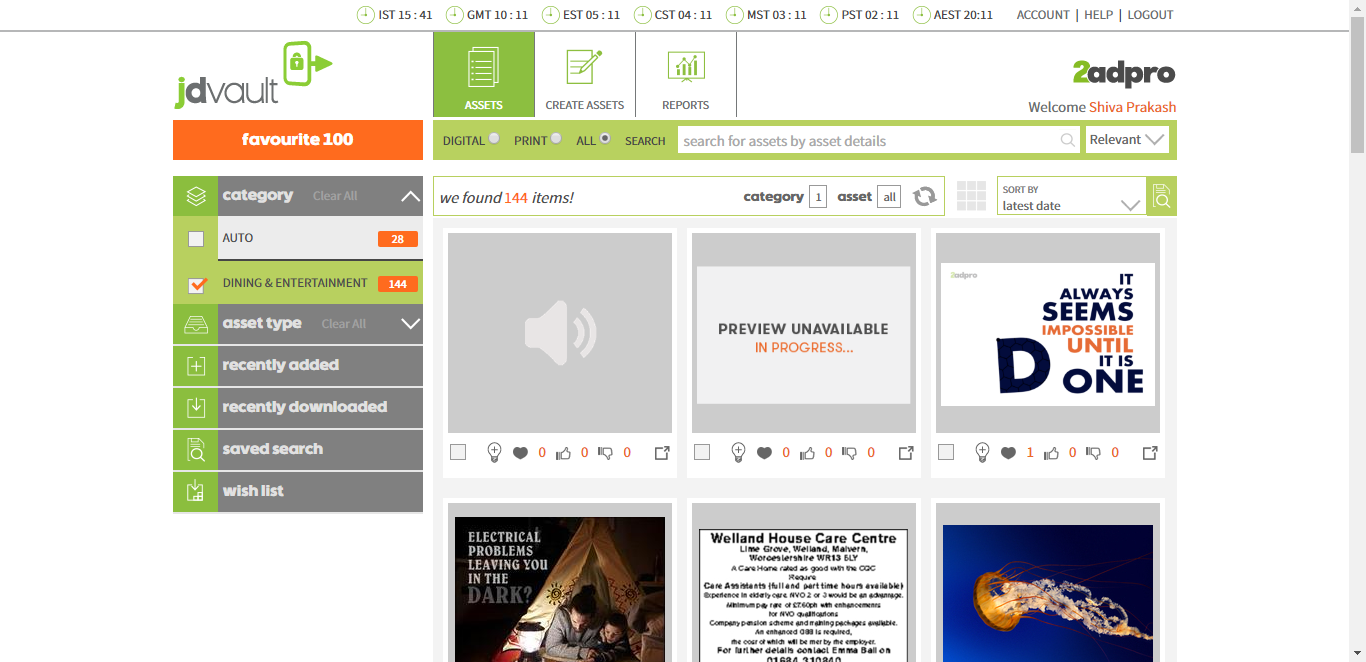 IST 15 : 41 GMT 10 : 11 EST 05 : 11 CST 04 : 11 MST 03 : 11 PST 02 : 11 AEST 20:11 ACCOUNT | HELP | LOGOUT
jdvault
ASSETS
CREATE ASSETS
REPORTS
2adpro
Welcome Shiva Prakash
favourite 100
DIGITAL PRINT ALL SEARCH search for assets by asset details Relevant
category Clear All
AUTO 28
DINING & ENTERTAINMENT 144
asset type Clear All
recently added
recently downloaded
saved search
wish list
we found 144 items! category 1 asset all
SORT BY
latest date
0 0 0
PREVIEW UNAVAILABLE
IN PROGRESS...
0 0 0
2adpro
IT
ALWAYS
SEEMS
IMPOSSIBLE
UNTIL
IT IS
DONE
1 0 0
ELECTRICAL
PROBLEMS
LEAVING YOU
IN THE
DARK?
Welland House Care Centre
Lime Grove, Welland, Malvern,
Worcestershire WR13 5LY
A Care Home rated as good with the CQC
Require
Care Assistants (full and part time hours available)
Experience in elderly care. NVQ 2 or 3 would be an advantage.
Minimum pay rate of £7.60ph with enhancements
for NVQ qualifications
Company pension scheme and training packages available.
An enhanced DBS is required,
the cost of which will be met by the employer.
For further details contact Emma Ball on
01684 310840